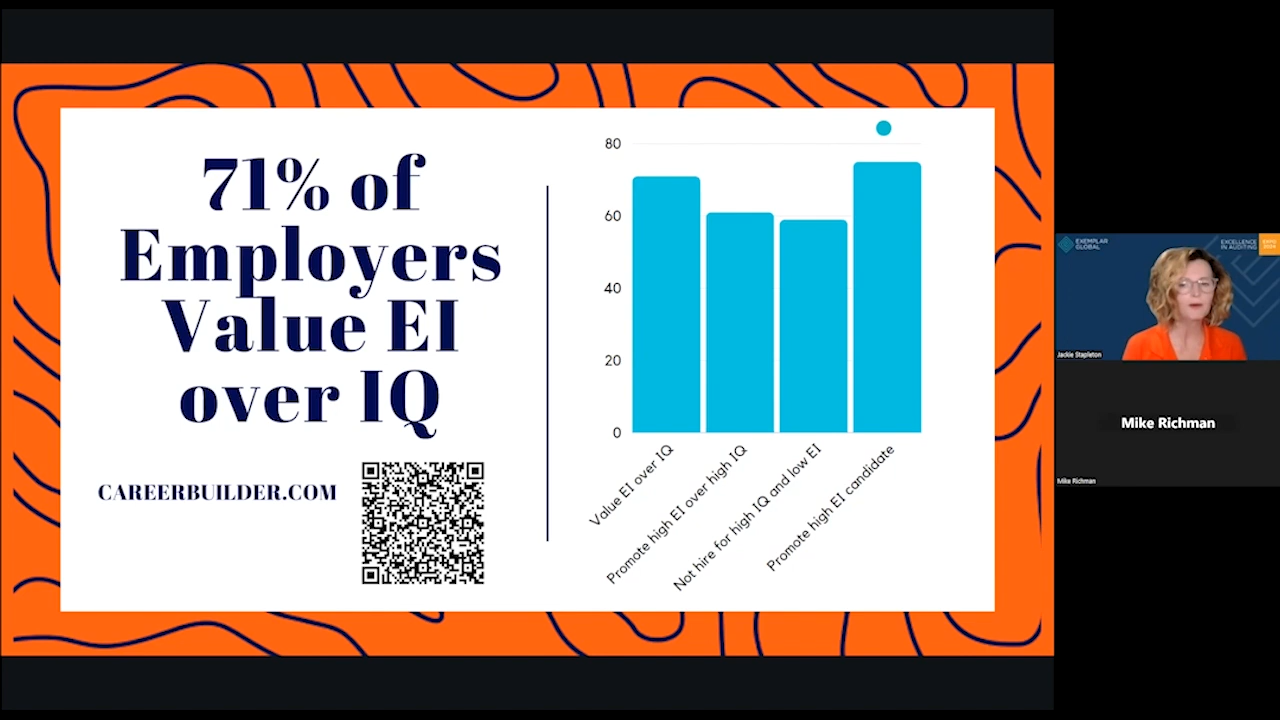 71% of
Employers
Value EI
over IQ
CAREERBUILDER.COM
80
60
40
20
0
Value EI over IQ
Promote high EI over high IQ
Not hire for high IQ and low EI
Promote high EI candidate
EXEMPLAR
GLOBAL
EXCELLENCE
IN AUDITING
EXPO
2024
Jackie Stapleton
Mike Richman
Mike Richman